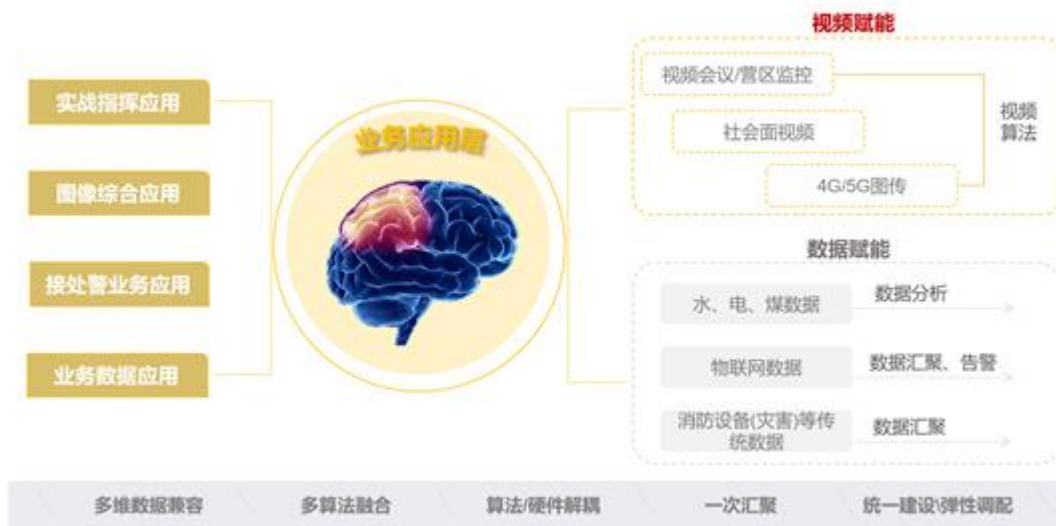 视频赋能
视频会议/营区监控
社会面视频
4G/5G图传
视频
算法
实战指挥应用
图像综合应用
接处警业务应用
业务数据应用
业务应用层
数据赋能
水、电、煤数据
数据分析
物联网数据
数据汇聚、告警
消防设备(灾害)等传
统数据
数据汇聚
多维数据兼容
多算法融合
算法/硬件解耦
一次汇聚
统一建设\弹性调配